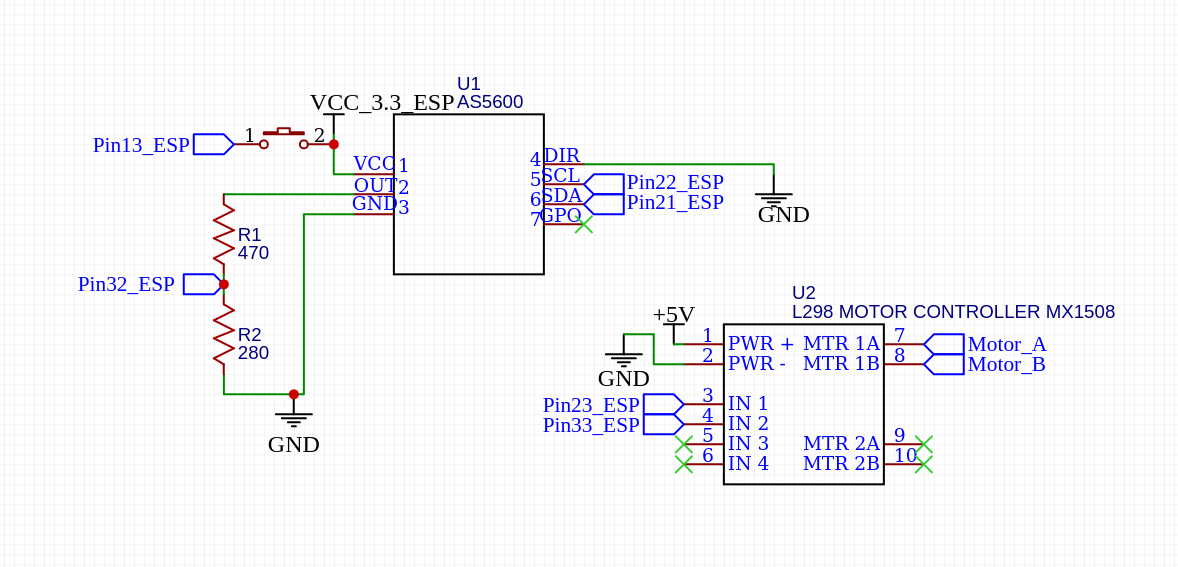 U1
AS5600
VCC_3.3_ESP
Pin13_ESP
1
2
VCC
1
OUT
2
GND
3
4
DIR
5
SCL
6
SDA
7
GPO
Pin22_ESP
Pin21_ESP
GND
R1
470
Pin32_ESP
R2
280
GND
U2
L298 MOTOR CONTROLLER MX1508
+5V
GND
1
PWR +
2
PWR -
MTR 1A
7
MTR 1B
8
Motor_A
Motor_B
Pin23_ESP
3
IN 1
Pin33_ESP
4
IN 2
5
IN 3
6
IN 4
MTR 2A
9
MTR 2B
10